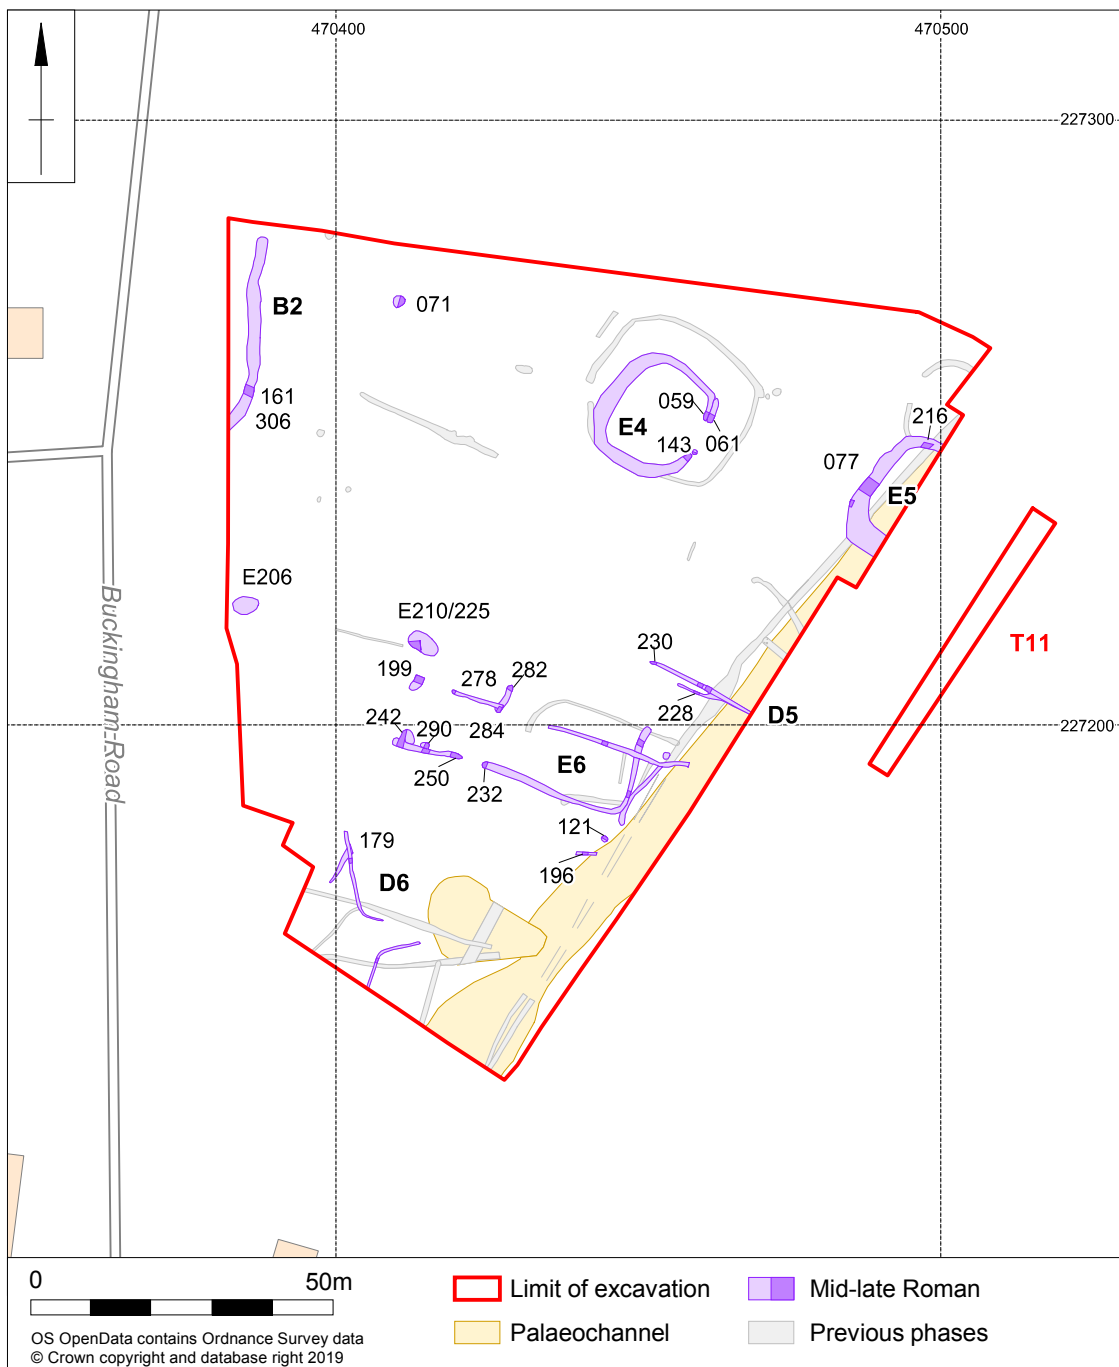 470400
470500
227300
B2
071
161
306
059
E4
143
061
216
077
E5
E206
Buckingham Road
E210/225
230
T11
199
278
282
228
D5
242
290
284
E6
227200
250
232
121
179
196
D6
0
50m
Limit of excavation
Mid-late Roman
Palaeochannel
Previous phases
OS OpenData contains Ordnance Survey data
© Crown copyright and database right 2019